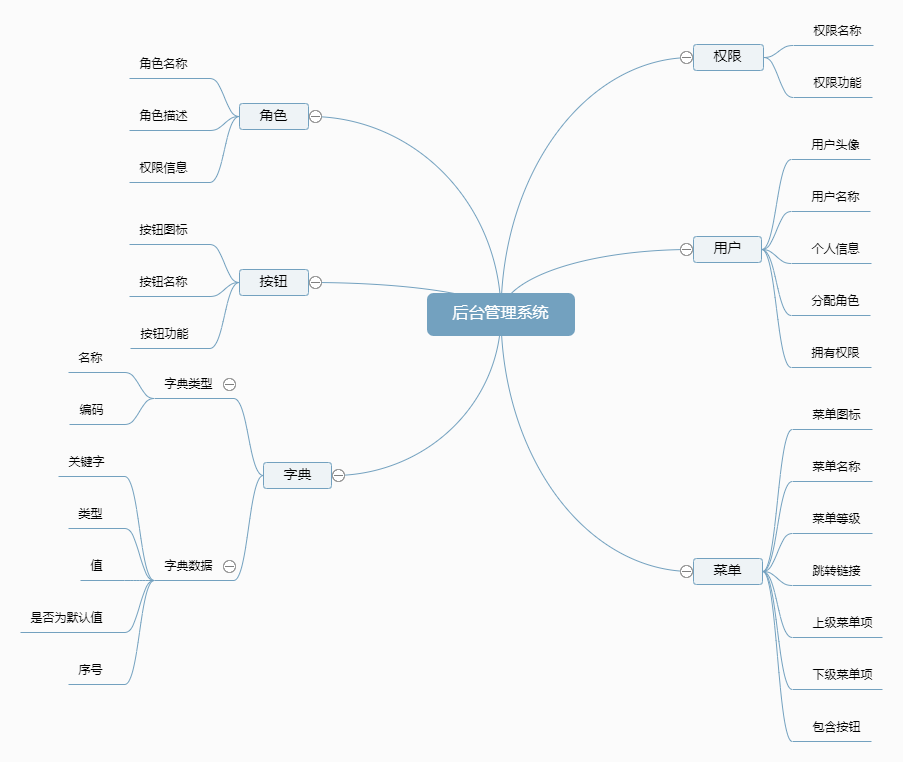 后台管理系统
权限
权限名称
权限功能
用户
用户头像
用户名称
个人信息
分配角色
拥有权限
菜单
菜单图标
菜单名称
菜单等级
跳转链接
上级菜单项
下级菜单项
包含按钮
角色
角色名称
角色描述
权限信息
按钮
按钮图标
按钮名称
按钮功能
字典
字典类型
名称
编码
字典数据
关键字
类型
值
是否为默认值
序号